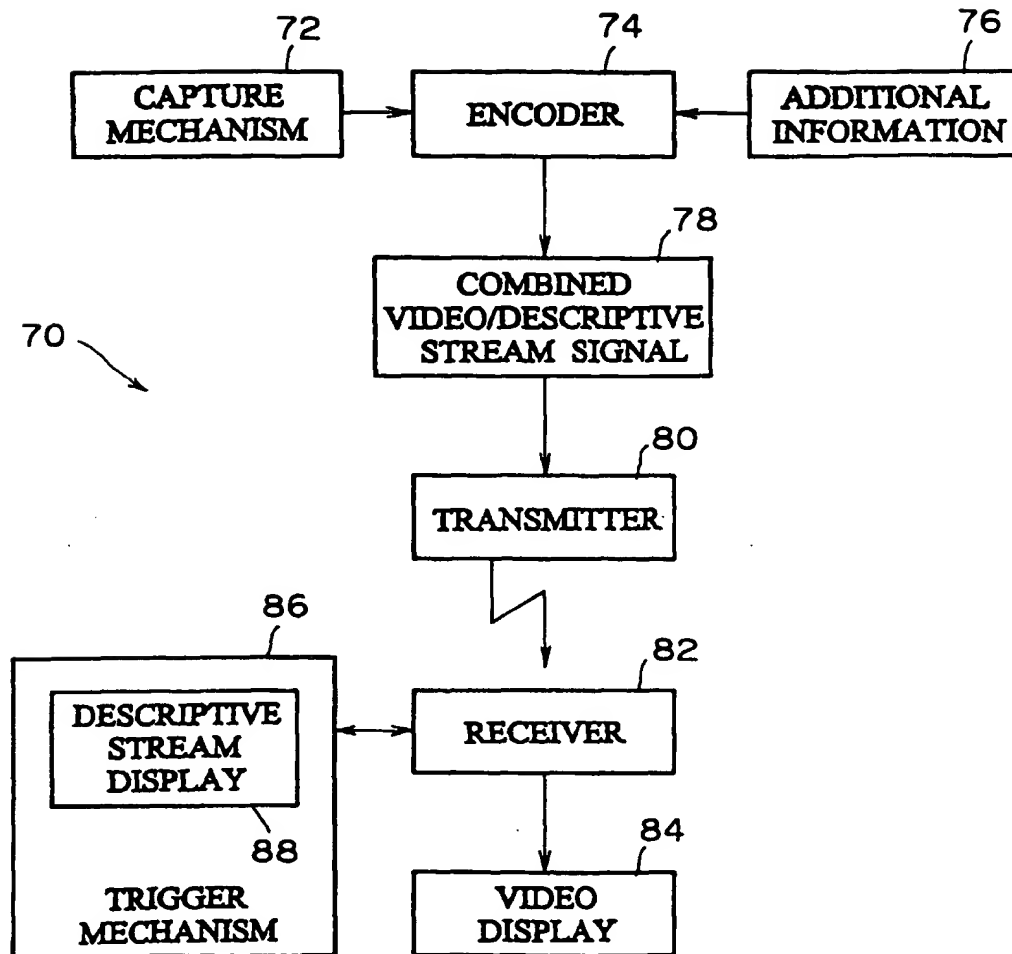 72
74
76
CAPTURE
MECHANISM
ENCODER
ADDITIONAL
INFORMATION
78
COMBINED
VIDEO/DESCRIPTIVE
STREAM SIGNAL
70
80
TRANSMITTER
86
82
DESCRIPTIVE
STREAM
DISPLAY
RECEIVER
88
84
TRIGGER
MECHANISM
VIDEO
DISPLAY